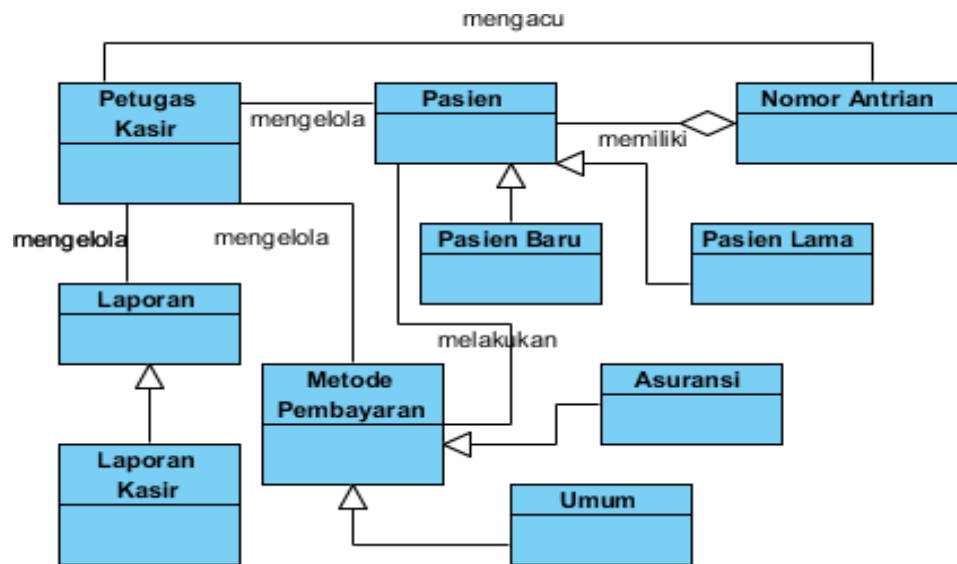 mengacu
Petugas
Kasir
mengelola
Pasien
memiliki
Nomor Antrian
mengelola
mengelola
Pasien Baru
Pasien Lama
Laporan
melakukan
Metode
Pembayaran
Asuransi
Laporan
Kasir
Umum